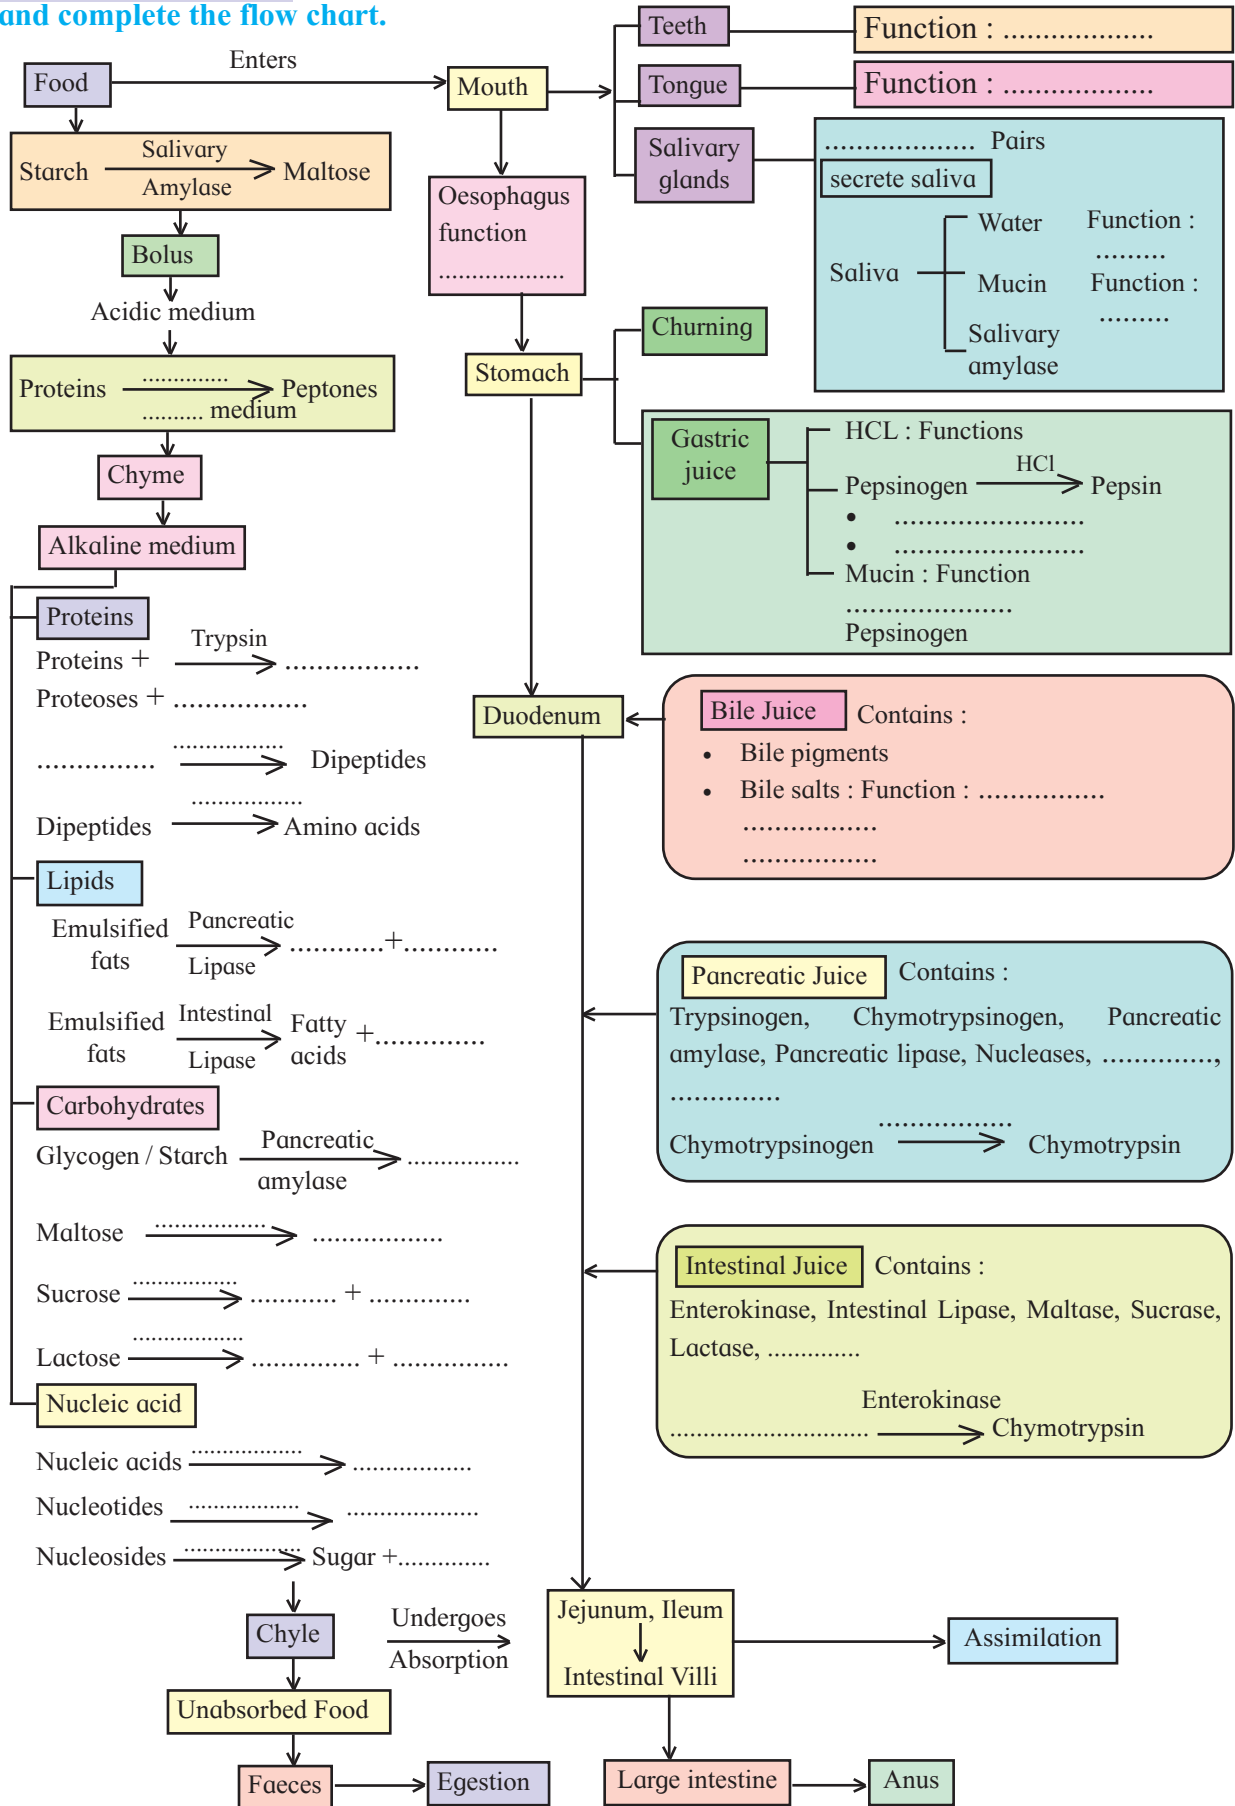 and complete the flow chart.
Food
Enters
Mouth
Teeth
Function : ...................
Tongue
Function : ...................
Salivary
glands
.................... Pairs
secrete saliva
Saliva
Water Function :
.........
Mucin Function :
.........
Salivary
amylase
Starch
Salivary
Amylase
Maltose
Bolus
Acidic medium
Proteins
..............
.......... medium
Peptones
Chyme
Alkaline medium
Oesophagus
function
...................
Stomach
Churning
Gastric
juice
HCL : Functions
Pepsinogen
HCl
Pepsin
• .........................
• .........................
Mucin : Function
.....................
Pepsinogen
Proteins
Proteins +
Trypsin
.................
Proteoses + .................
...............
...............
Dipeptides
Dipeptides
...............
Amino acids
Lipids
Emulsified
fats
Pancreatic
Lipase
............+............
Emulsified
fats
Intestinal
Lipase
Fatty
acids
+..............
Carbohydrates
Glycogen / Starch
Pancreatic
amylase
...............
Maltose
...............
.................
Sucrose
..............
........... + .............
Lactose
...............
.............. + ...............
Nucleic acid
Nucleic acids
...............
................
Nucleotides
...............
.................
Nucleosides
................
Sugar +.............
Chyle
Undergoes
Absorption
Unabsorbed Food
Faeces
Egestion
Duodenum
Bile Juice Contains :
• Bile pigments
• Bile salts : Function : ................
.................
.................
Pancreatic Juice Contains :
Trypsinogen, Chymotrypsinogen, Pancreatic
amylase, Pancreatic lipase, Nucleases, ..............,
..............
Chymotrypsinogen
.................
Chymotrypsin
Intestinal Juice Contains :
Enterokinase, Intestinal Lipase, Maltase, Sucrase,
Lactase, ..............
..............................
Enterokinase
Chymotrypsin
Jejunum, Ileum
Intestinal Villi
Assimilation
Large intestine
Anus